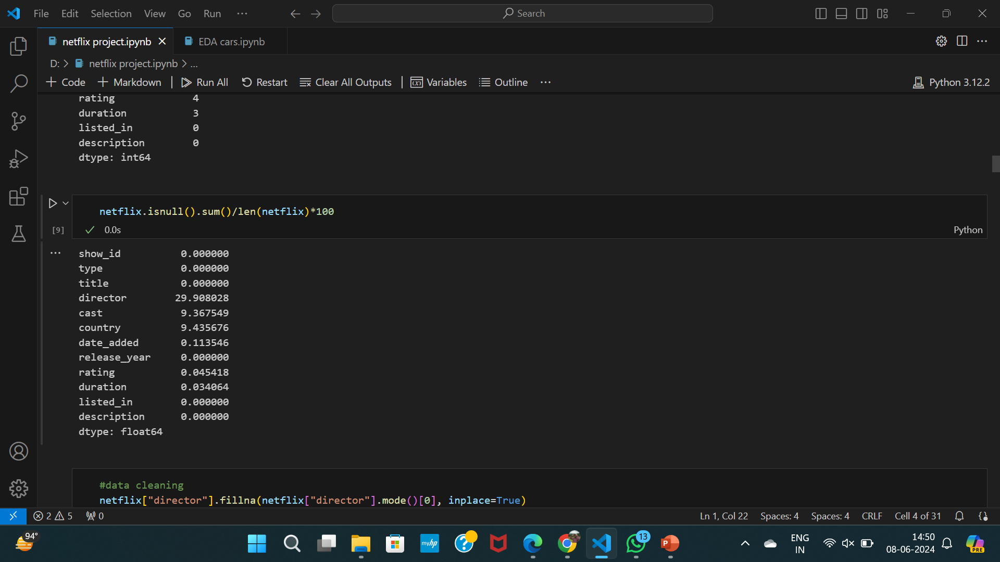 File Edit Selection View Go Run ··· Search
netflix project.ipynb EDA cars.ipynb
D: > netflix project.ipynb > ...
+ Code + Markdown | Run All Restart Clear All Outputs | Variables Outline ··· Python 3.12.2
rating 4
duration 3
listed_in 0
description 0
dtype: int64
netflix.isnull().sum()/len(netflix)*100
[9] 0.0s Python
··· show_id 0.000000
type 0.000000
title 0.000000
director 29.908028
cast 9.367549
country 9.435676
date_added 0.113546
release_year 0.000000
rating 0.045418
duration 0.034064
listed_in 0.000000
description 0.000000
dtype: float64
#data cleaning
netflix["director"].fillna(netflix["director"].mode()[0], inplace=True)
2 5 0 Ln 1, Col 22 Spaces: 4 Spaces: 4 CRLF Cell 4 of 31
94° myhp 13 P ENG 14:50
IN 08-06-2024 PRE